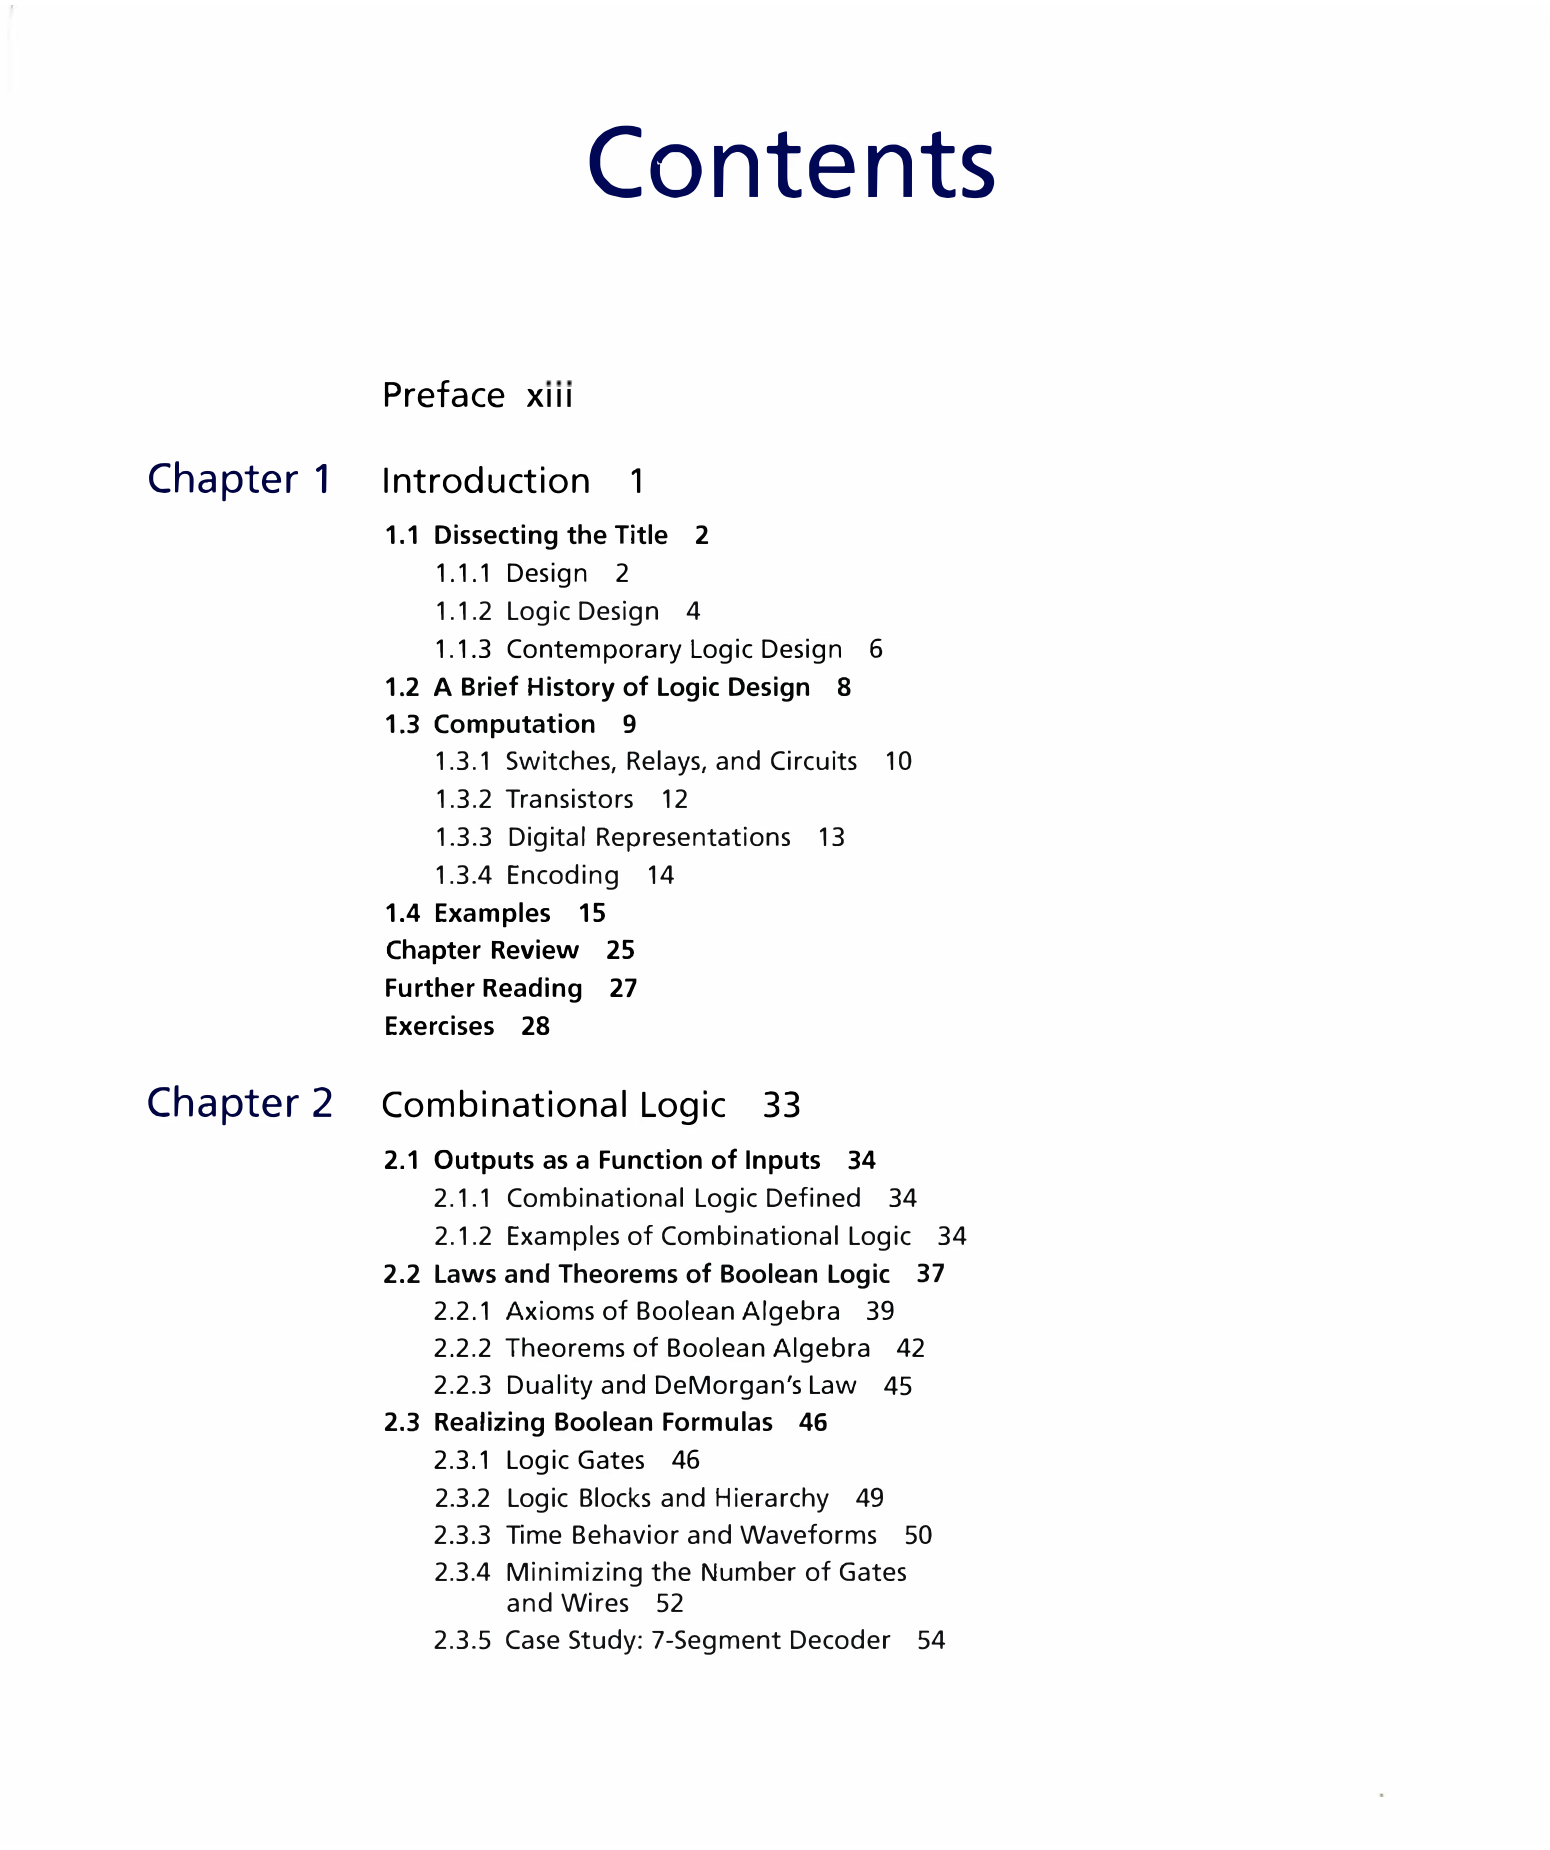 Contents
Preface xiii
Chapter 1 Introduction 1
1.1 Dissecting the Title 2
1.1.1 Design 2
1.1.2 Logic Design 4
1.1.3 Contemporary Logic Design 6
1.2 A Brief History of Logic Design 8
1.3 Computation 9
1.3.1 Switches, Relays, and Circuits 10
1.3.2 Transistors 12
1.3.3 Digital Representations 13
1.3.4 Encoding 14
1.4 Examples 15
Chapter Review 25
Further Reading 27
Exercises 28
Chapter 2 Combinational Logic 33
2.1 Outputs as a Function of Inputs 34
2.1.1 Combinational Logic Defined 34
2.1.2 Examples of Combinational Logic 34
2.2 Laws and Theorems of Boolean Logic 37
2.2.1 Axioms of Boolean Algebra 39
2.2.2 Theorems of Boolean Algebra 42
2.2.3 Duality and DeMorgan's Law 45
2.3 Realizing Boolean Formulas 46
2.3.1 Logic Gates 46
2.3.2 Logic Blocks and Hierarchy 49
2.3.3 Time Behavior and Waveforms 50
2.3.4 Minimizing the Number of Gates
and Wires 52
2.3.5 Case Study: 7-Segment Decoder 54